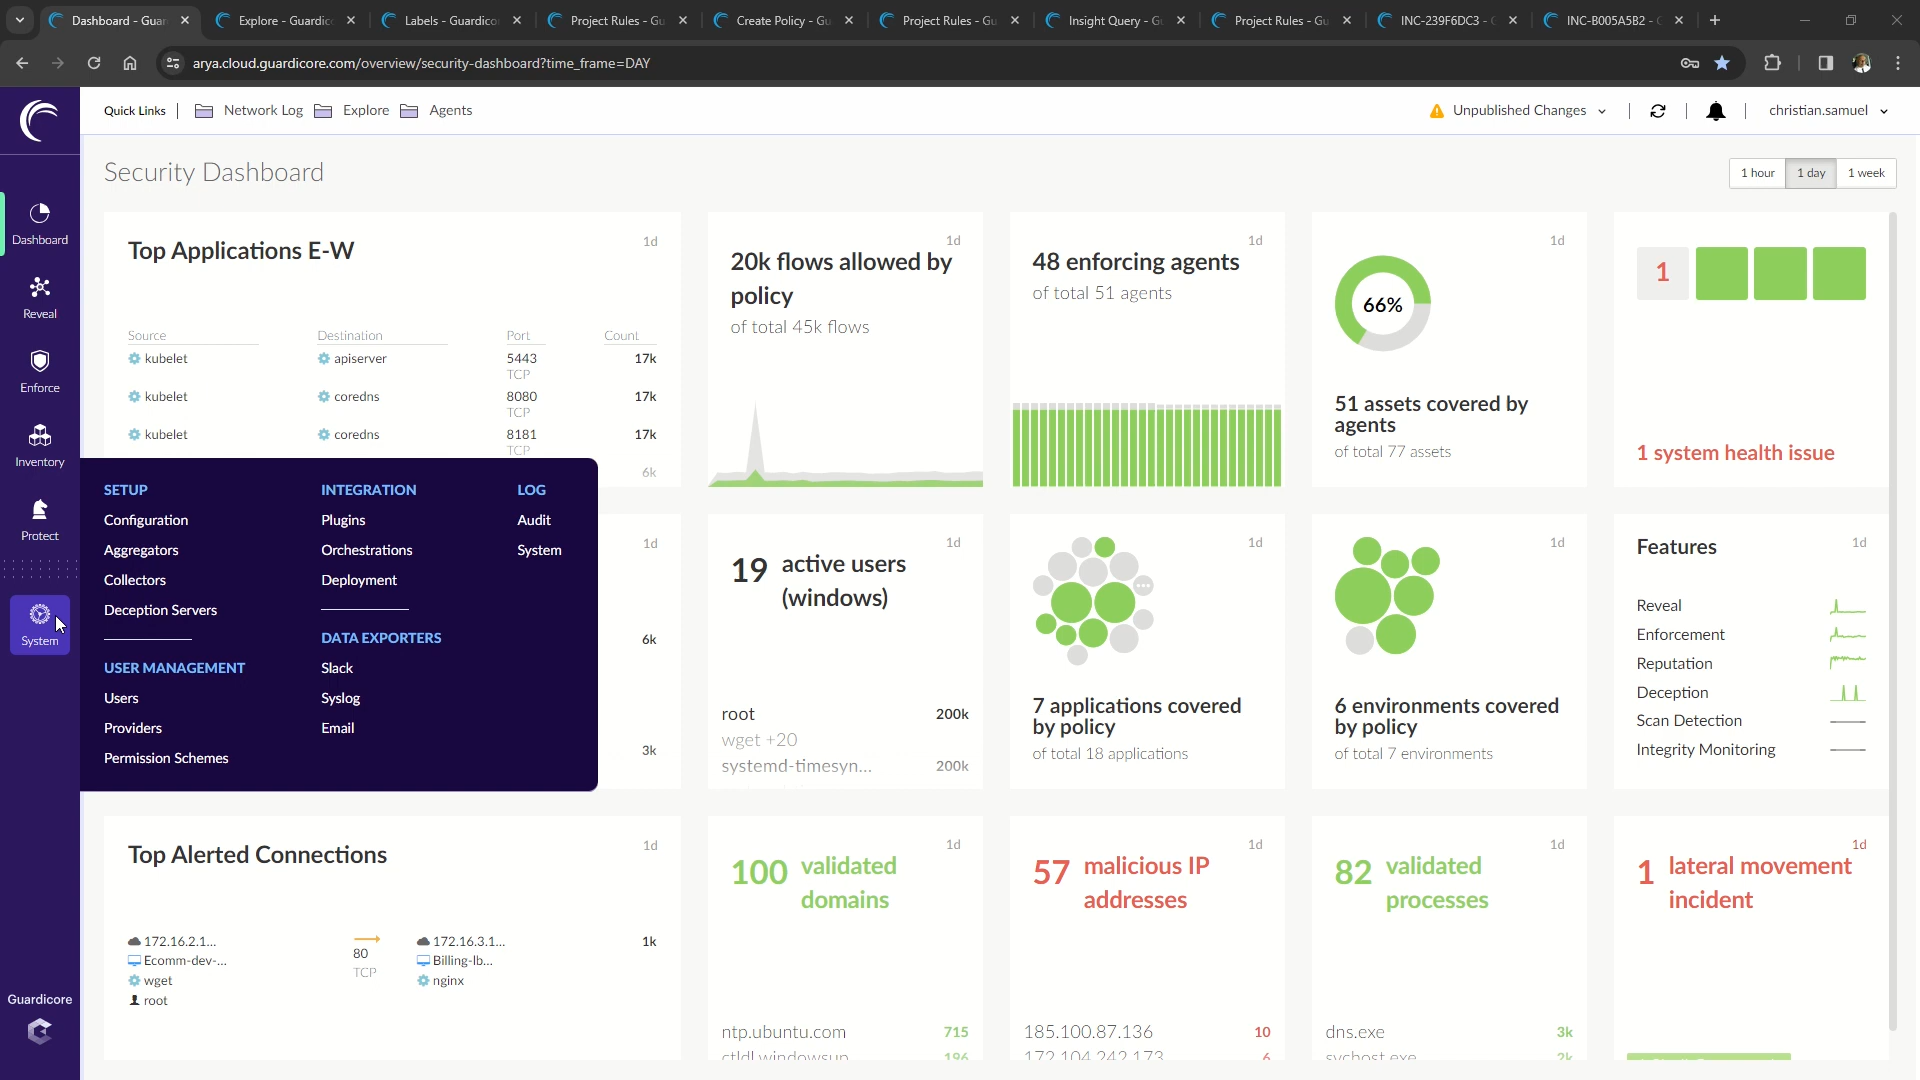 Dashboard - Guar
Explore - Guardic
Labels - Guardico
Project Rules - Gu
Create Policy - Gu
Project Rules - Gu
Insight Query - Gu
Project Rules - Gu
INC-239F6DC3 - G
INC-B005A5B2 - G
arya.cloud.guardicore.com/overview/security-dashboard?time_frame=DAY
Quick Links
Network Log
Explore
Agents
Unpublished Changes
christian.samuel
Security Dashboard
1 hour
1 day
1 week
Dashboard
Reveal
Enforce
Inventory
Protect
System
Guardicore
Top Applications E-W
1d
Source
Destination
Port
Count
kubelet
apiserver
5443
TCP
17k
kubelet
coredns
8080
TCP
17k
kubelet
coredns
8181
TCP
17k
6k
SETUP
Configuration
Aggregators
Collectors
Deception Servers
USER MANAGEMENT
Users
Providers
Permission Schemes
INTEGRATION
Plugins
Orchestrations
Deployment
DATA EXPORTERS
Slack
Syslog
Email
LOG
Audit
System
1d
20k flows allowed by
policy
of total 45k flows
1d
48 enforcing agents
of total 51 agents
1d
66%
51 assets covered by
agents
of total 77 assets
1
1 system health issue
1d
6k
3k
1d
19 active users
(windows)
root
200k
wget +20
systemd-timesyn...
200k
1d
7 applications covered
by policy
of total 18 applications
1d
6 environments covered
by policy
of total 7 environments
Features
1d
Reveal
Enforcement
Reputation
Deception
Scan Detection
Integrity Monitoring
Top Alerted Connections
1d
172.16.2.1...
Ecomm-dev-...
wget
root
80
TCP
172.16.3.1...
Billing-lb...
nginx
1k
1d
100 validated
domains
ntp.ubuntu.com
715
196
1d
57 malicious IP
addresses
185.100.87.136
10
172.104.242.173
6
1d
82 validated
processes
dns.exe
3k
svchost.exe
2k
1d
1 lateral movement
incident